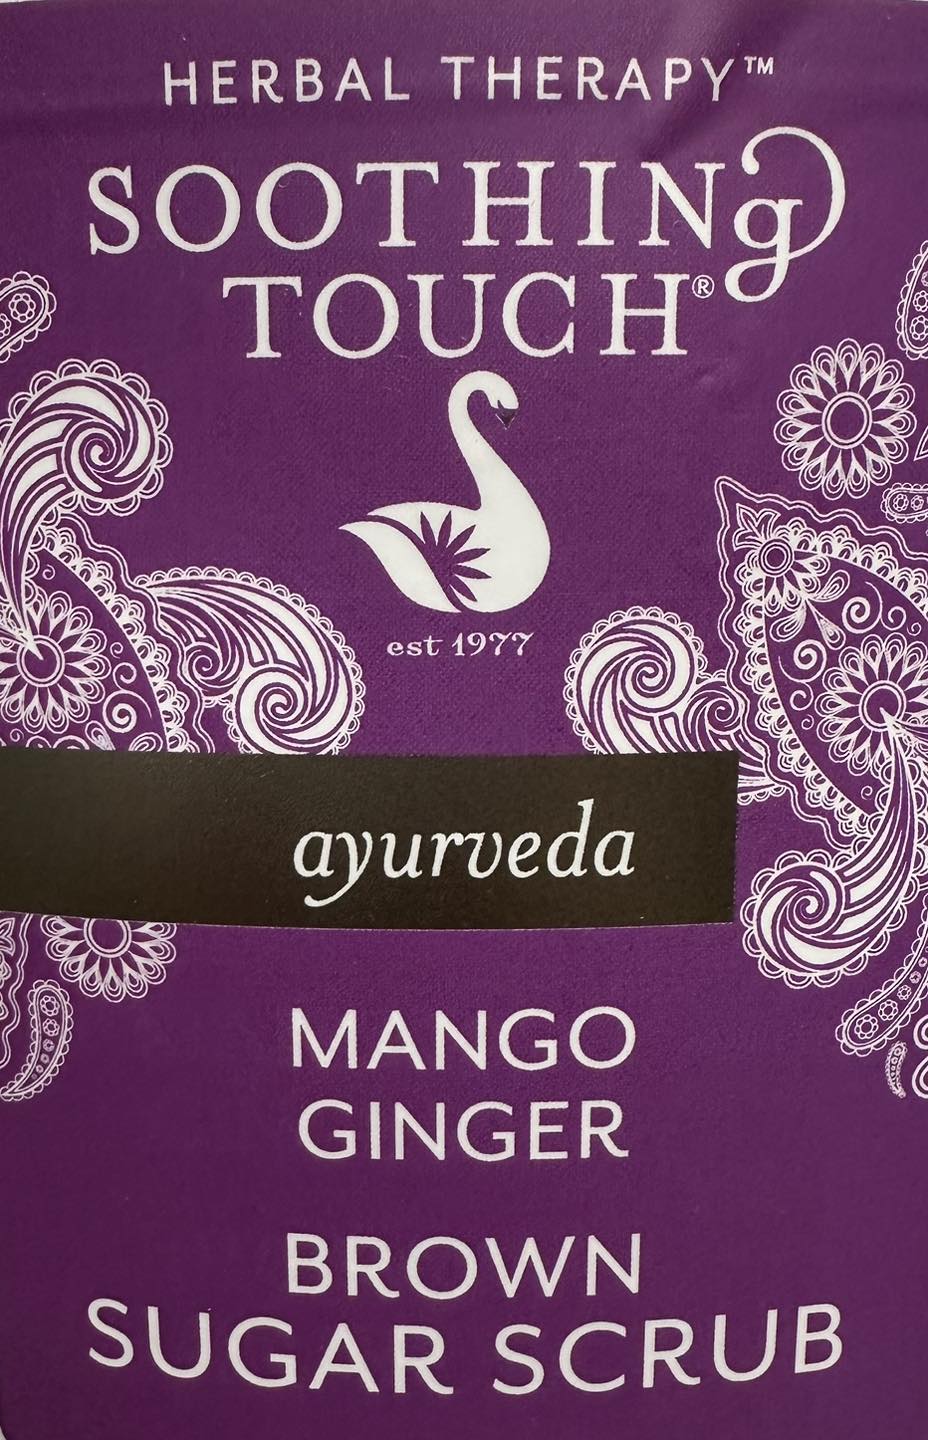 HERBAL THERAPY™
SOOTHINg
TOUCH®
est 1977
ayurveda
MANGO
GINGER
BROWN
SUGAR SCRUB